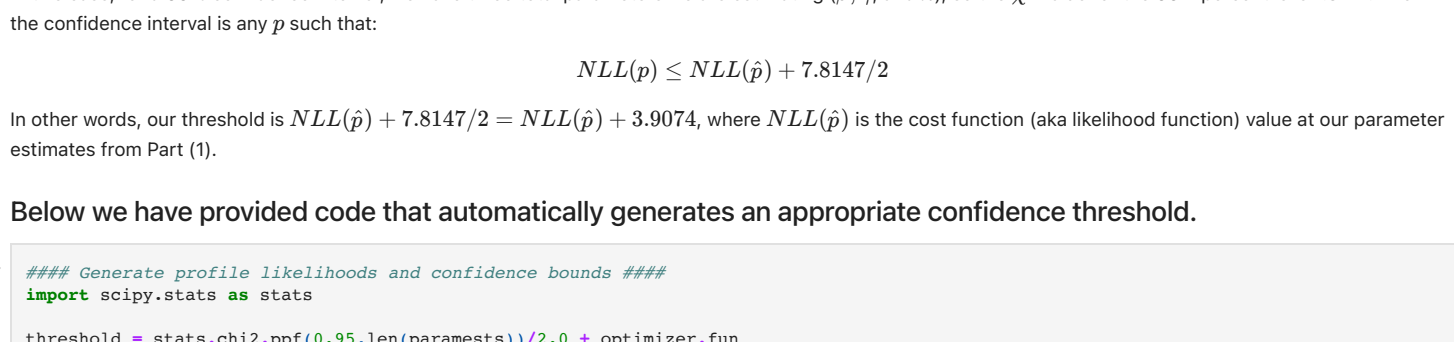 the confidence interval is any p such that:
NLL(p) ≤ NLL(p̂) + 7.8147/2
In other words, our threshold is NLL(p̂) + 7.8147/2 = NLL(p̂) + 3.9074, where NLL(p̂) is the cost function (aka likelihood function) value at our parameter
estimates from Part (1).
Below we have provided code that automatically generates an appropriate confidence threshold.
#### Generate profile likelihoods and confidence bounds ####
import scipy.stats as stats
threshold = stats.chi2.ppf(0.95,len(paramests))/2.0 + optimizer.fun